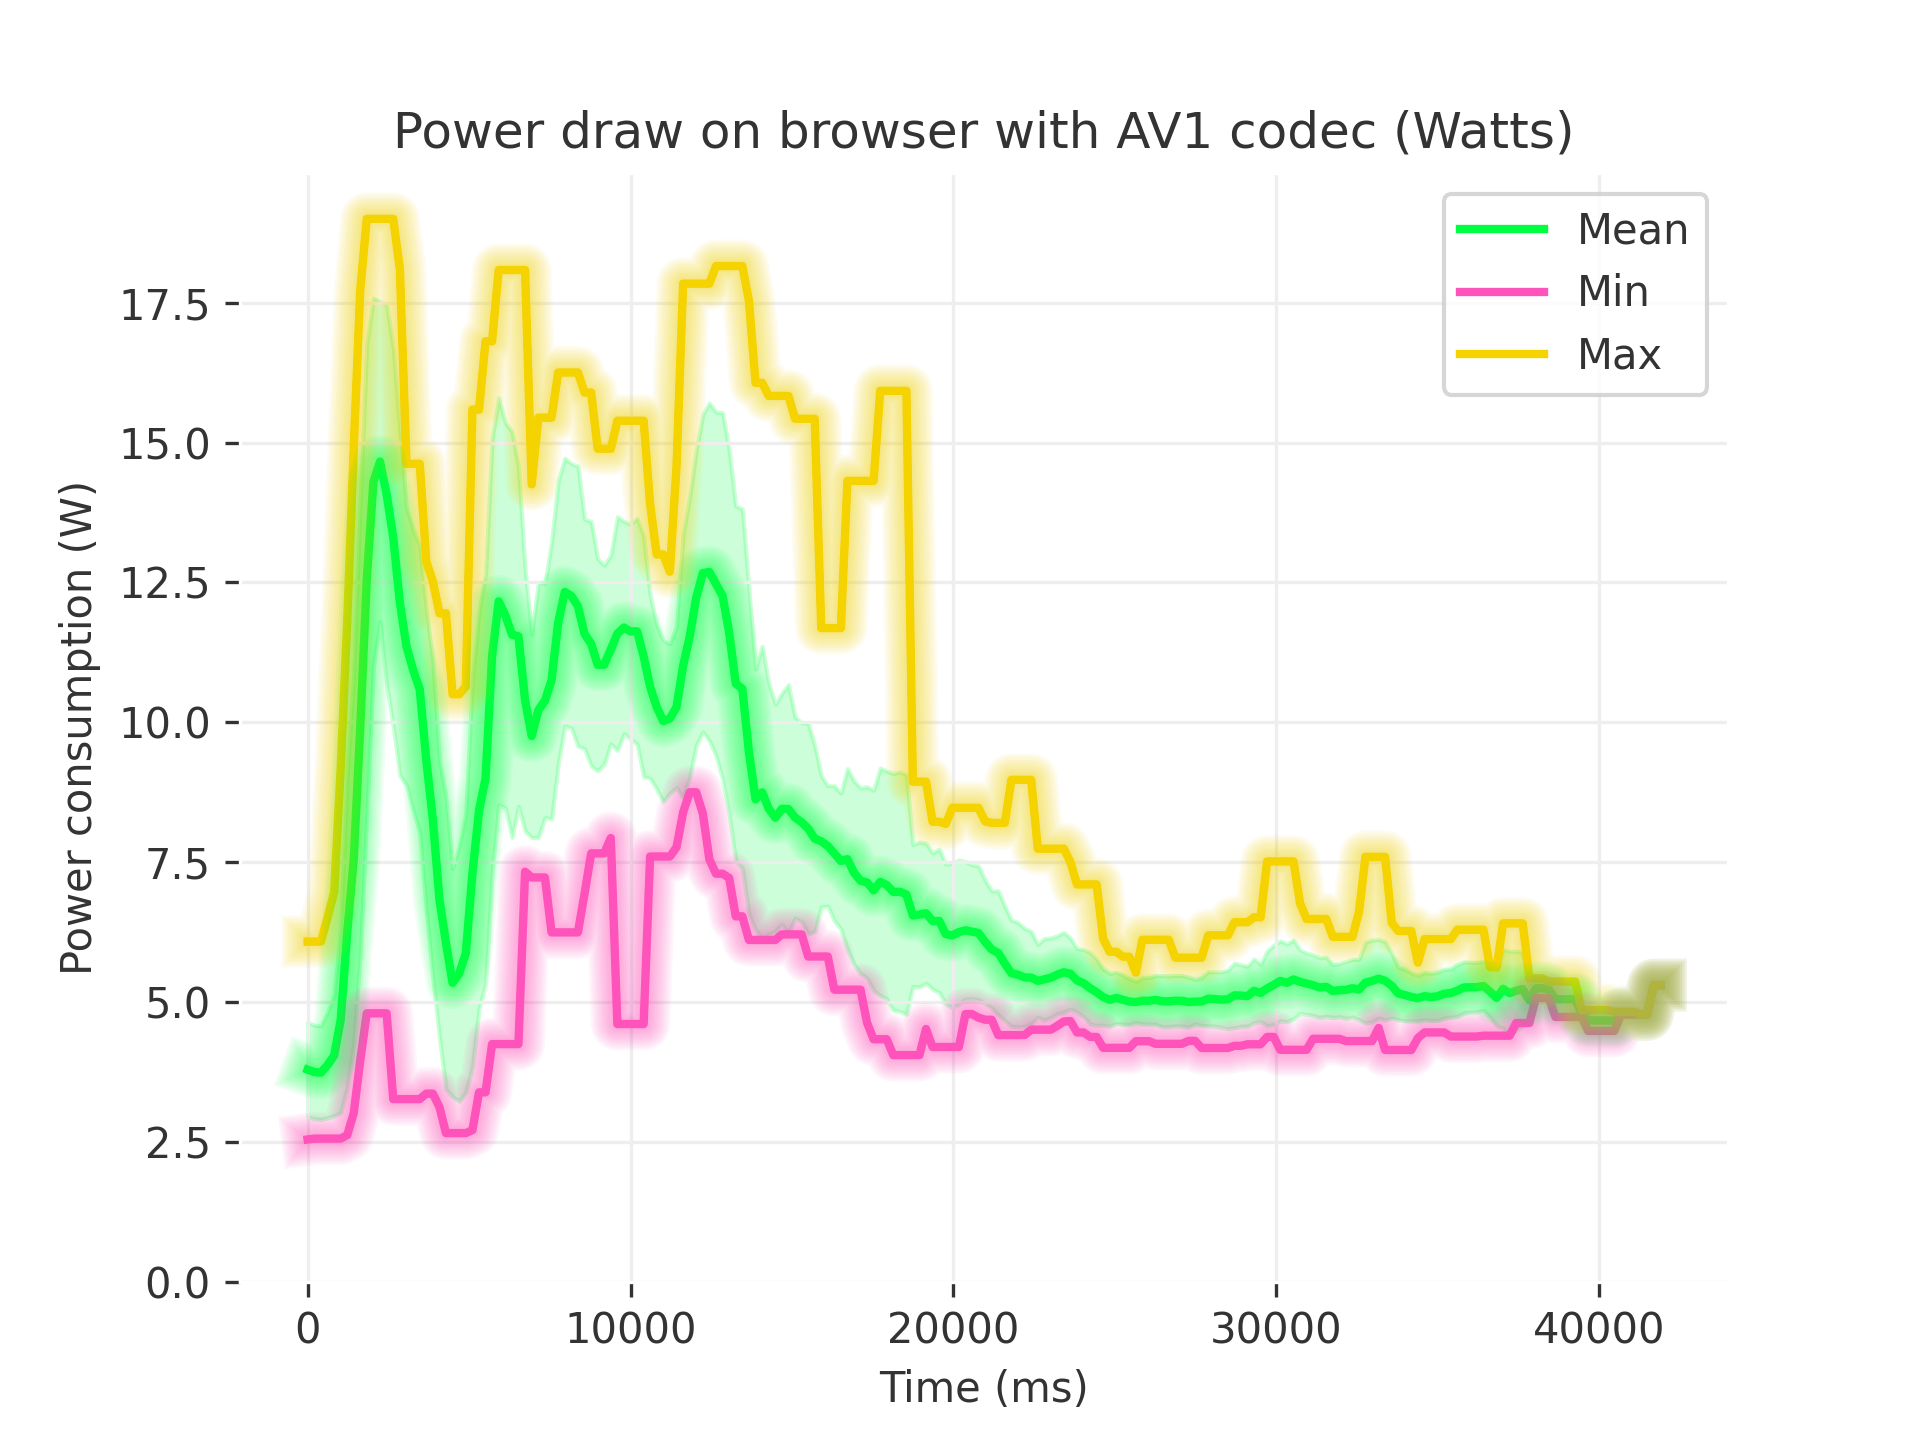 Power draw on browser with AV1 codec (Watts)
Mean
Min
Max
Power consumption (W)
17.5
15.0
12.5
10.0
7.5
5.0
2.5
0.0
0 10000 20000 30000 40000
Time (ms)